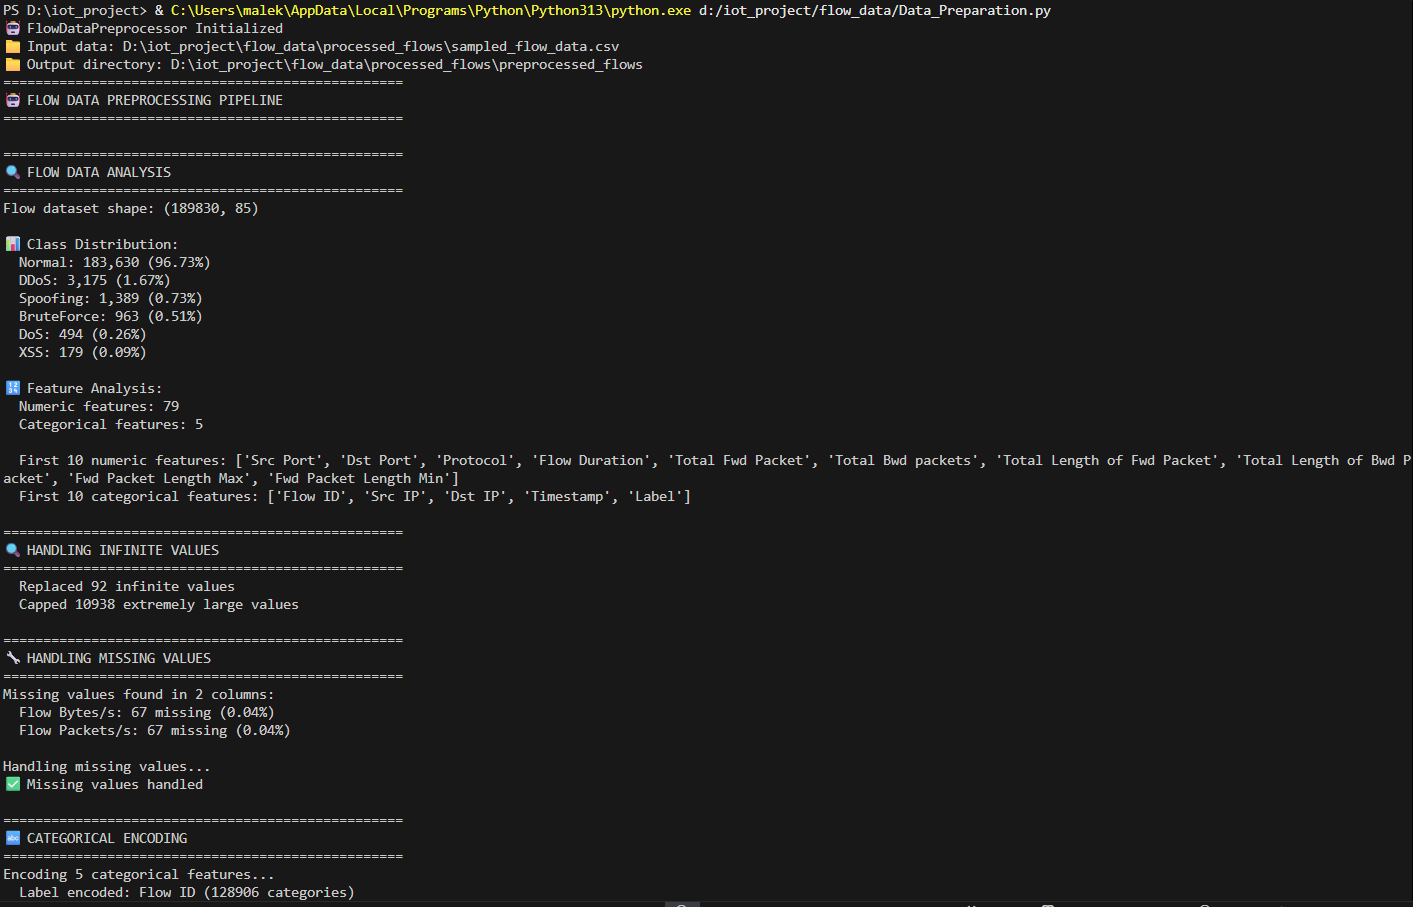 PS D:\iot_project> & C:\Users\malek\AppData\Local\Programs\Python\Python313\python.exe d:/iot_project/flow_data/Data_Preparation.py
FlowDataPreprocessor Initialized
Input data: D:\iot_project\flow_data\processed_flows\sampled_flow_data.csv
Output directory: D:\iot_project\flow_data\processed_flows\preprocessed_flows
==================================================
FLOW DATA PREPROCESSING PIPELINE
==================================================
==================================================
FLOW DATA ANALYSIS
==================================================
Flow dataset shape: (189830, 85)
Class Distribution:
Normal: 183,630 (96.73%)
DDoS: 3,175 (1.67%)
Spoofing: 1,389 (0.73%)
BruteForce: 963 (0.51%)
DoS: 494 (0.26%)
XSS: 179 (0.09%)
Feature Analysis:
Numeric features: 79
Categorical features: 5
First 10 numeric features: ['Src Port', 'Dst Port', 'Protocol', 'Flow Duration', 'Total Fwd Packet', 'Total Bwd packets', 'Total Length of Fwd Packet', 'Total Length of Bwd P
acket', 'Fwd Packet Length Max', 'Fwd Packet Length Min']
First 10 categorical features: ['Flow ID', 'Src IP', 'Dst IP', 'Timestamp', 'Label']
==================================================
HANDLING INFINITE VALUES
==================================================
Replaced 92 infinite values
Capped 10938 extremely large values
==================================================
HANDLING MISSING VALUES
==================================================
Missing values found in 2 columns:
Flow Bytes/s: 67 missing (0.04%)
Flow Packets/s: 67 missing (0.04%)
Handling missing values...
Missing values handled
==================================================
CATEGORICAL ENCODING
==================================================
Encoding 5 categorical features...
Label encoded: Flow ID (128906 categories)